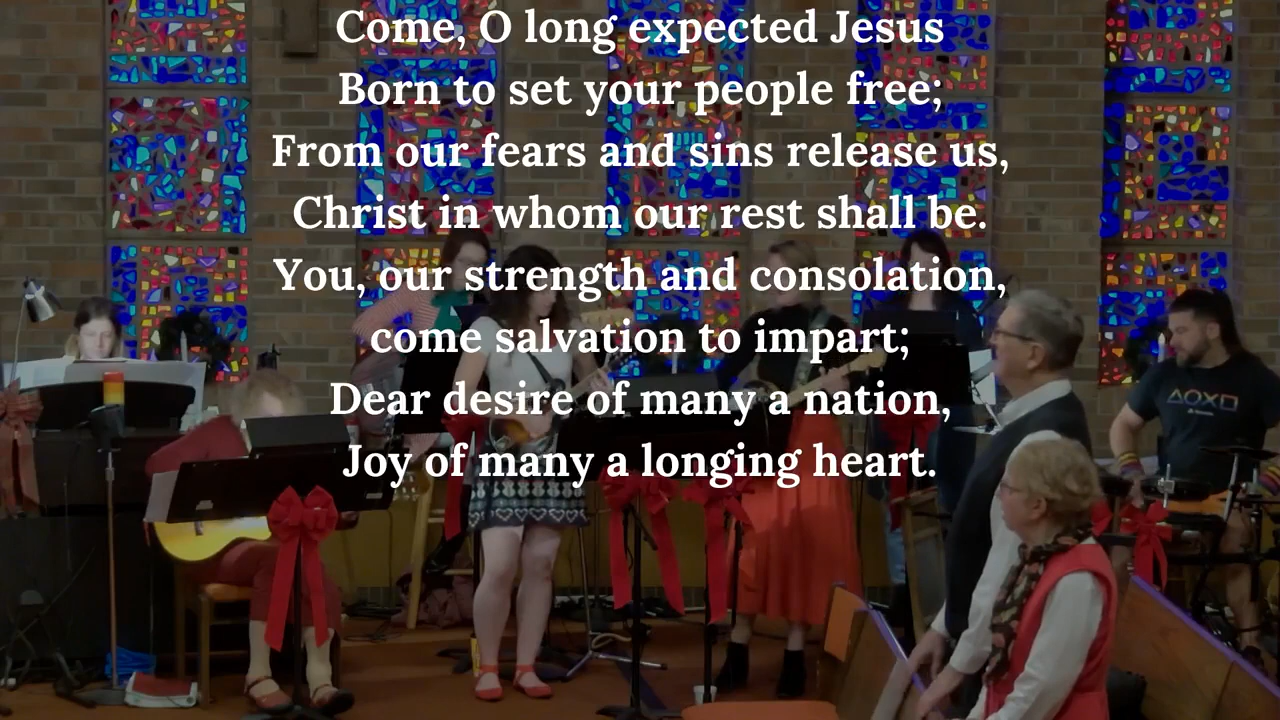 Come, O long expected Jesus
Born to set your people free;
From our fears and sins release us,
Christ in whom our rest shall be.
You, our strength and consolation,
come salvation to impart;
Dear desire of many a nation,
Joy of many a longing heart.